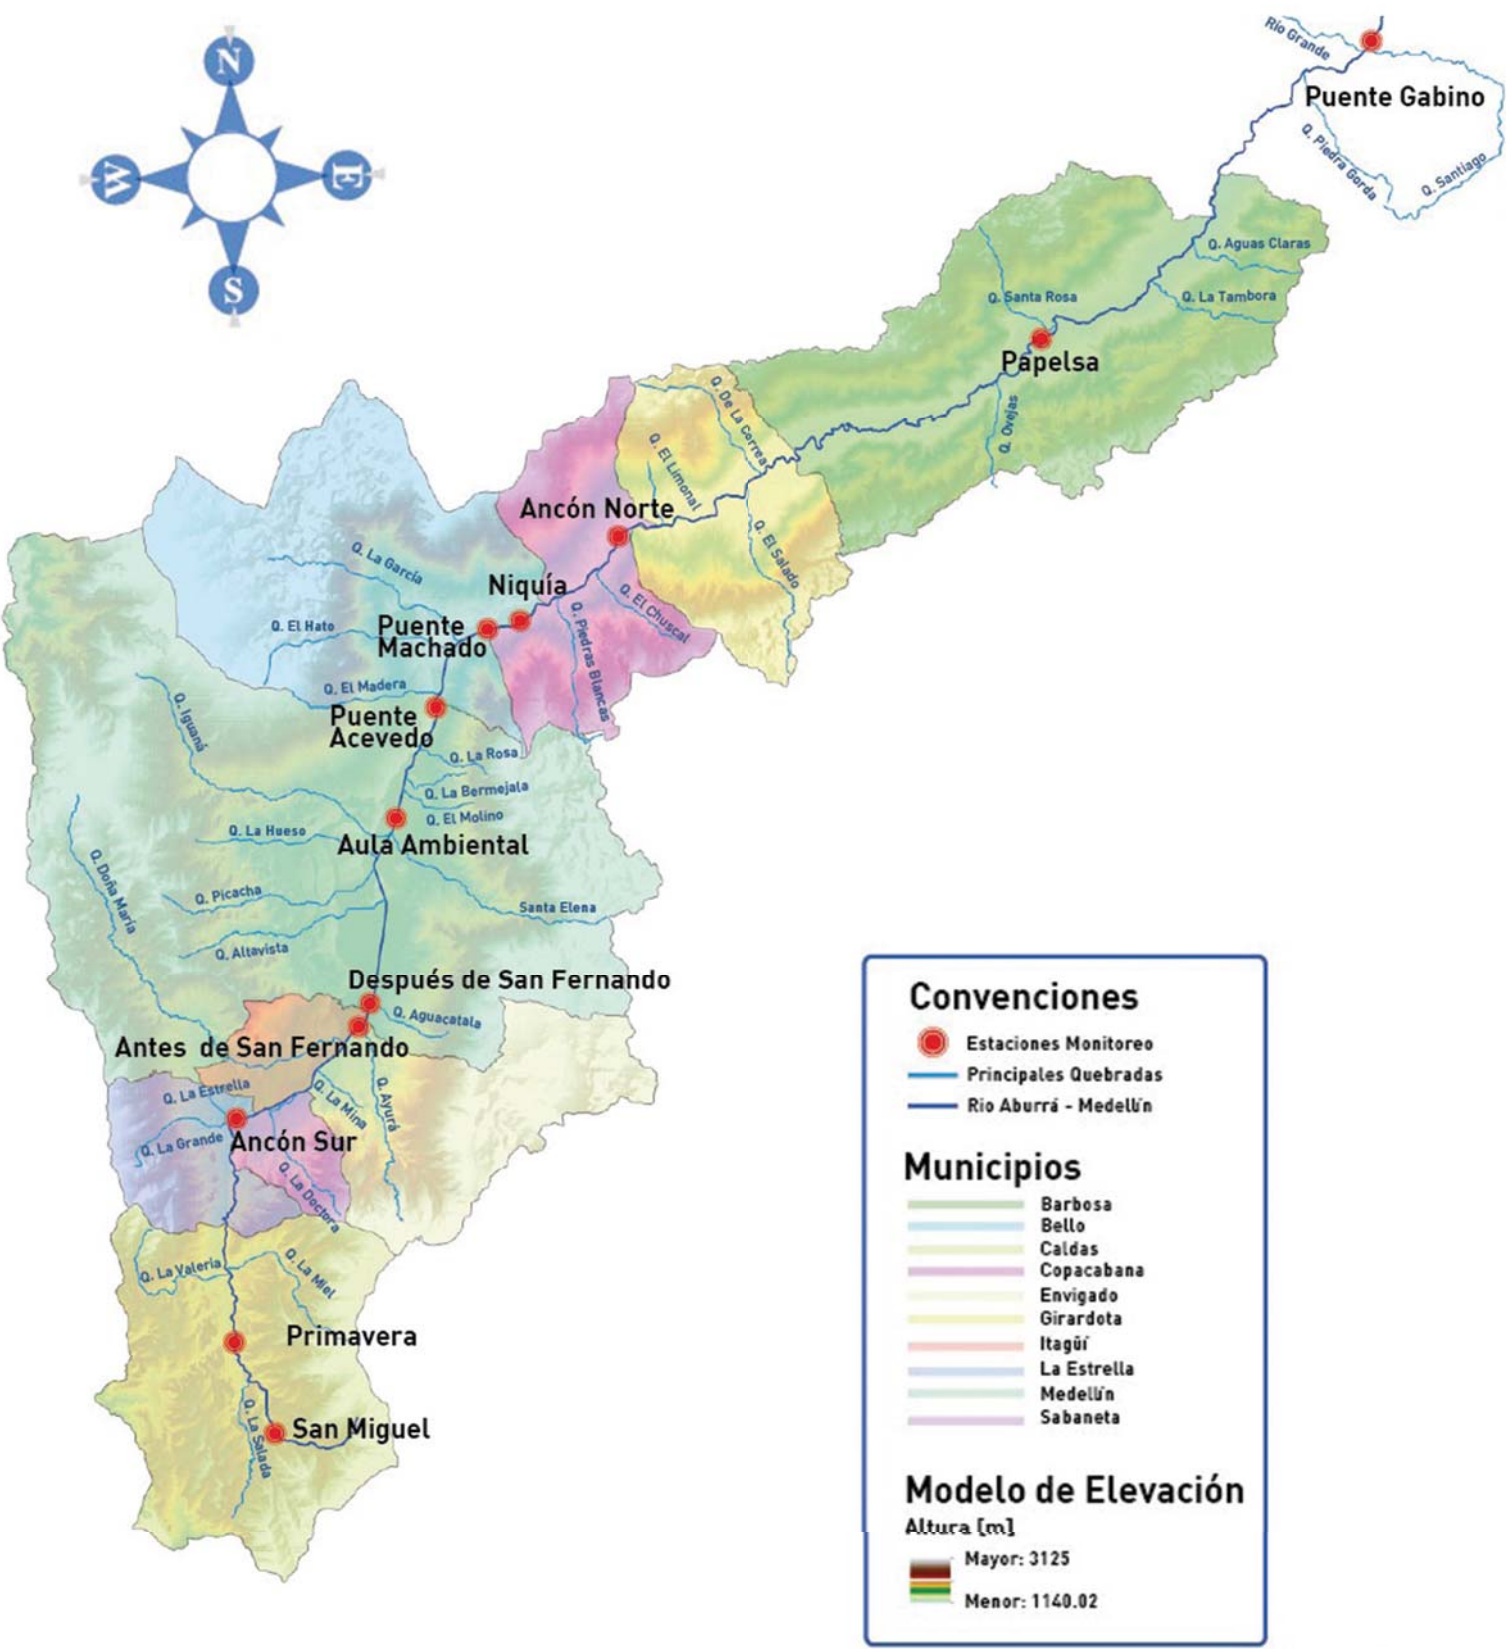 N
W
E
S
Río Grande
Puente Gabino
Q. Piedra Gorda
Q. Santiago
Q. Aguas Claras
Q. Santa Rosa
Q. La Tambora
Papelsa
Q. Ovejas
Q. De La Correa
Q. El Limonal
Ancón Norte
Q. El Salado
Q. La García
Niquía
Q. El Chuscal
Q. El Hato
Puente
Machado
Q. Piedras Blancas
Q. El Madera
Q. Iguaná
Puente
Acevedo
Q. La Rosa
Q. La Bermejala
Q. El Molino
Q. La Hueso
Aula Ambiental
Q. Doña María
Q. Picacha
Santa Elena
Q. Altavista
Después de San Fernando
Q. Aguacatala
Antes de San Fernando
Q. La Estrella
Q. La Mina
Q. Ayurá
Q. La Grande
Ancón Sur
Q. La Doctora
Q. La Valeria
Q. La Miel
Primavera
Q. La Salada
San Miguel
Convenciones
Estaciones Monitoreo
Principales Quebradas
Rio Aburrá - Medellín
Municipios
Barbosa
Bello
Caldas
Copacabana
Envigado
Girardota
Itagüí
La Estrella
Medellín
Sabaneta
Modelo de Elevación
Altura [m]
Mayor: 3125
Menor: 1140.02